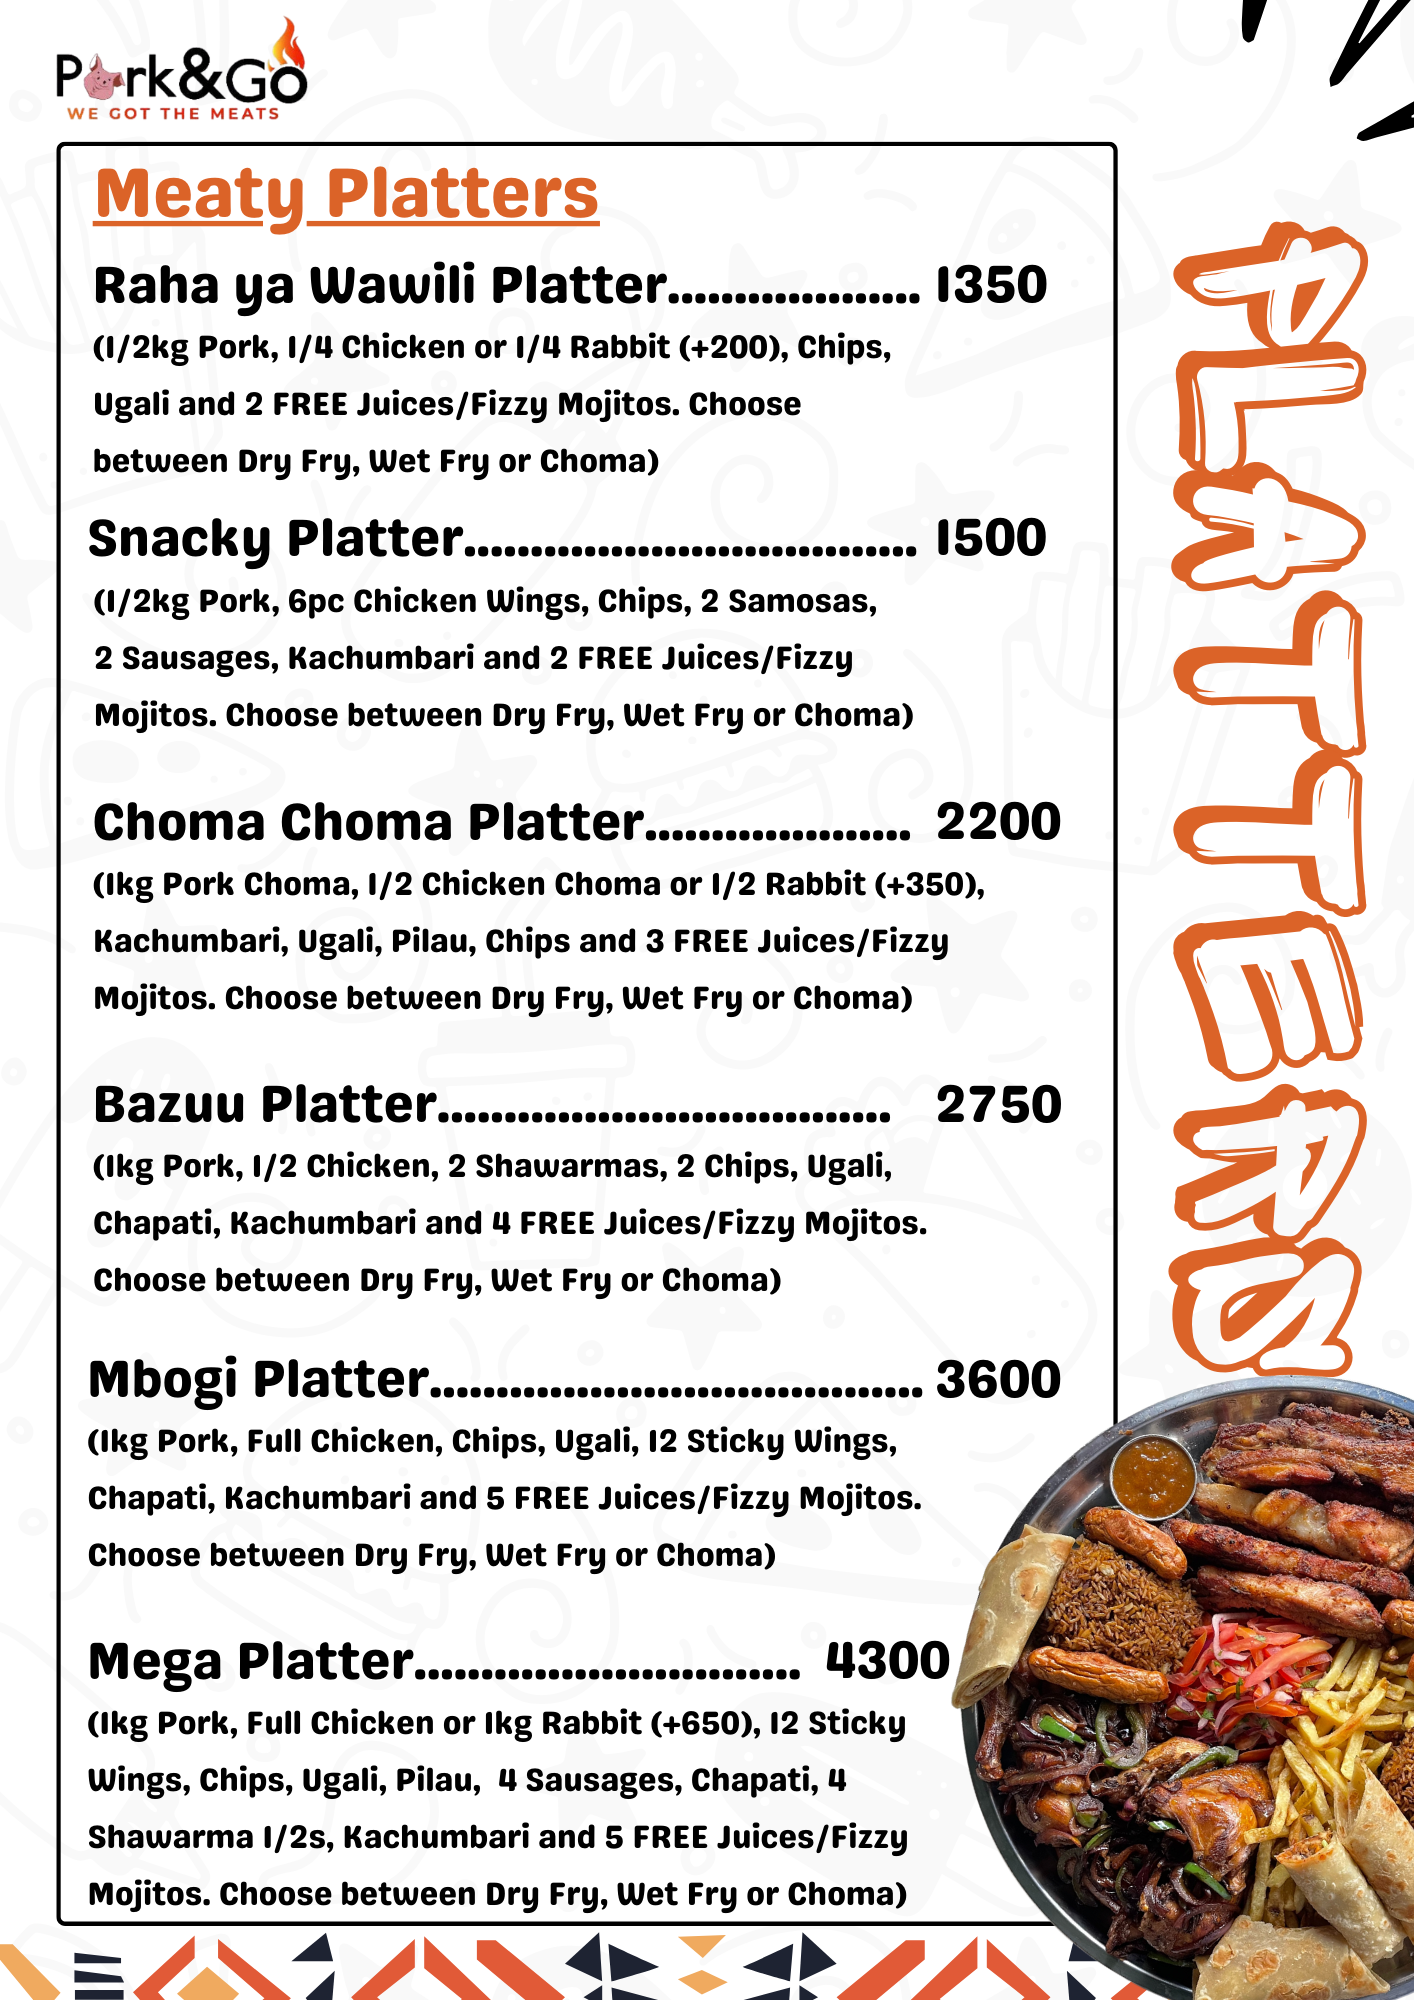 Pork&Go
WE GOT THE MEATS
Meaty Platters
Raha ya Wawili Platter................... 1350
(1/2kg Pork, 1/4 Chicken or 1/4 Rabbit (+200), Chips,
Ugali and 2 FREE Juices/Fizzy Mojitos. Choose
between Dry Fry, Wet Fry or Choma)
Snacky Platter.................................. 1500
(1/2kg Pork, 6pc Chicken Wings, Chips, 2 Samosas,
2 Sausages, Kachumbari and 2 FREE Juices/Fizzy
Mojitos. Choose between Dry Fry, Wet Fry or Choma)
Choma Choma Platter.................... 2200
(1kg Pork Choma, 1/2 Chicken Choma or 1/2 Rabbit (+350),
Kachumbari, Ugali, Pilau, Chips and 3 FREE Juices/Fizzy
Mojitos. Choose between Dry Fry, Wet Fry or Choma)
Bazuu Platter.................................. 2750
(1kg Pork, 1/2 Chicken, 2 Shawarmas, 2 Chips, Ugali,
Chapati, Kachumbari and 4 FREE Juices/Fizzy Mojitos.
Choose between Dry Fry, Wet Fry or Choma)
Mbogi Platter..................................... 3600
(1kg Pork, Full Chicken, Chips, Ugali, 12 Sticky Wings,
Chapati, Kachumbari and 5 FREE Juices/Fizzy Mojitos.
Choose between Dry Fry, Wet Fry or Choma)
Mega Platter............................. 4300
(1kg Pork, Full Chicken or 1kg Rabbit (+650), 12 Sticky
Wings, Chips, Ugali, Pilau, 4 Sausages, Chapati, 4
Shawarma 1/2s, Kachumbari and 5 FREE Juices/Fizzy
Mojitos. Choose between Dry Fry, Wet Fry or Choma)
PLATTERS